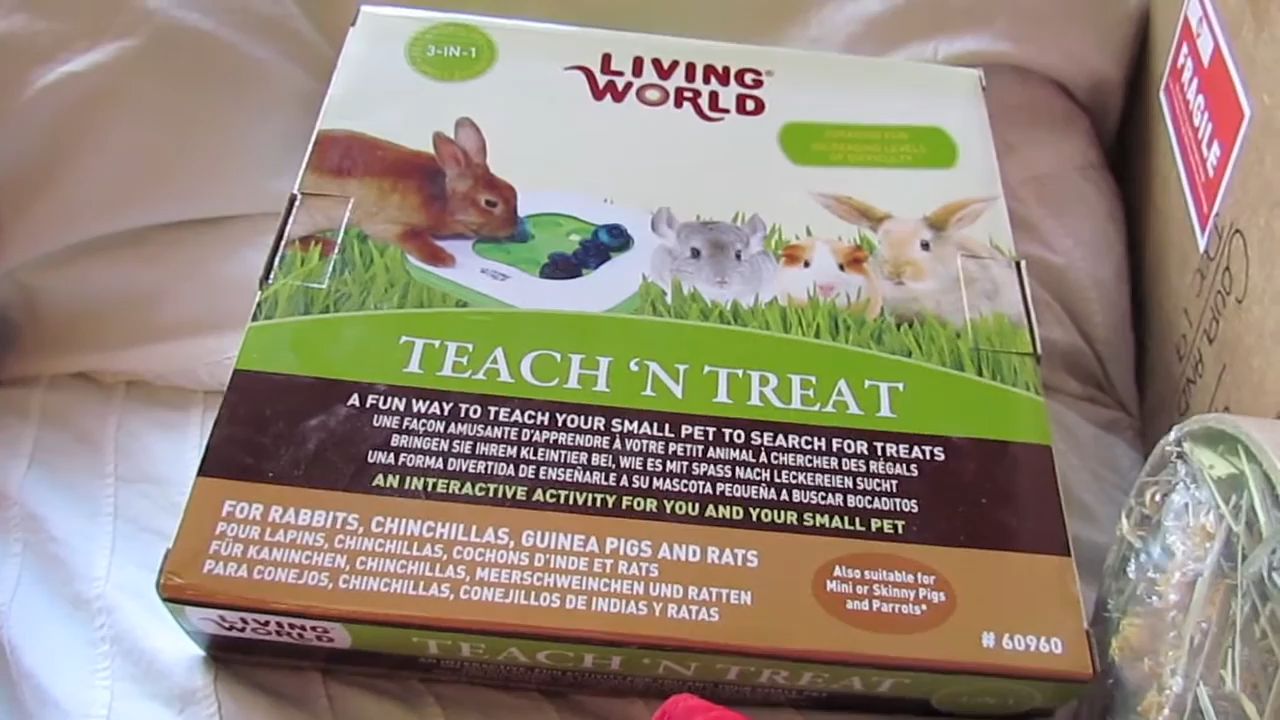 3-IN-1
LIVING
WORLD
FRAGILE
INCREASING LEVELS
OF DIFFICULTY
TEACH 'N TREAT
A FUN WAY TO TEACH YOUR SMALL PET TO SEARCH FOR TREATS
UNE FAÇON AMUSANTE D'APPRENDRE À VOTRE PETIT ANIMAL À CHERCHER DES RÉGALS
BRINGEN SIE IHREM KLEINTIER BEI, WIE ES MIT SPASS NACH LECKEREIEN SUCHT
UNA FORMA DIVERTIDA DE ENSEÑARLE A SU MASCOTA PEQUEÑA A BUSCAR BOCADITOS
AN INTERACTIVE ACTIVITY FOR YOU AND YOUR SMALL PET
FOR RABBITS, CHINCHILLAS, GUINEA PIGS AND RATS
POUR LAPINS, CHINCHILLAS, COCHONS D'INDE ET RATS
FÜR KANINCHEN, CHINCHILLAS, MEERSCHWEINCHEN UND RATTEN
PARA CONEJOS, CHINCHILLAS, CONEJILLOS DE INDIAS Y RATAS
Also suitable for
Mini or Skinny Pigs
and Parrots*
# 60960
LIVING
WORLD
TEACH 'N TREAT